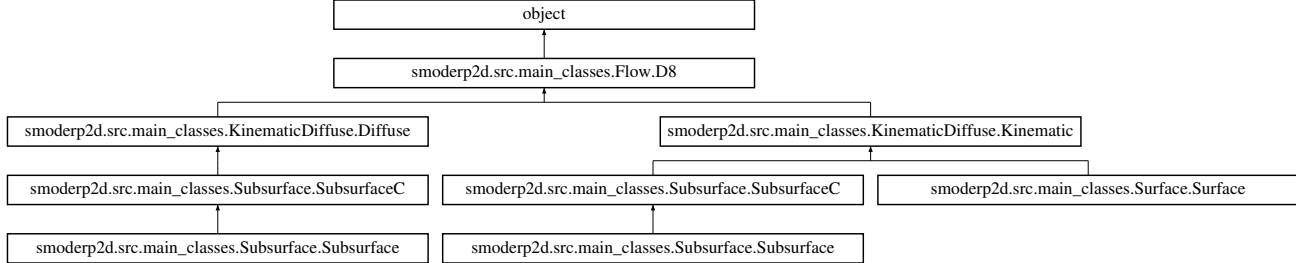 object
smoderp2d.src.main_classes.Flow.D8
smoderp2d.src.main_classes.KinematicDiffuse.Diffuse
smoderp2d.src.main_classes.KinematicDiffuse.Kinematic
smoderp2d.src.main_classes.Subsurface.SubsurfaceC
smoderp2d.src.main_classes.Subsurface.SubsurfaceC
smoderp2d.src.main_classes.Surface.Surface
smoderp2d.src.main_classes.Subsurface.Subsurface
smoderp2d.src.main_classes.Subsurface.Subsurface